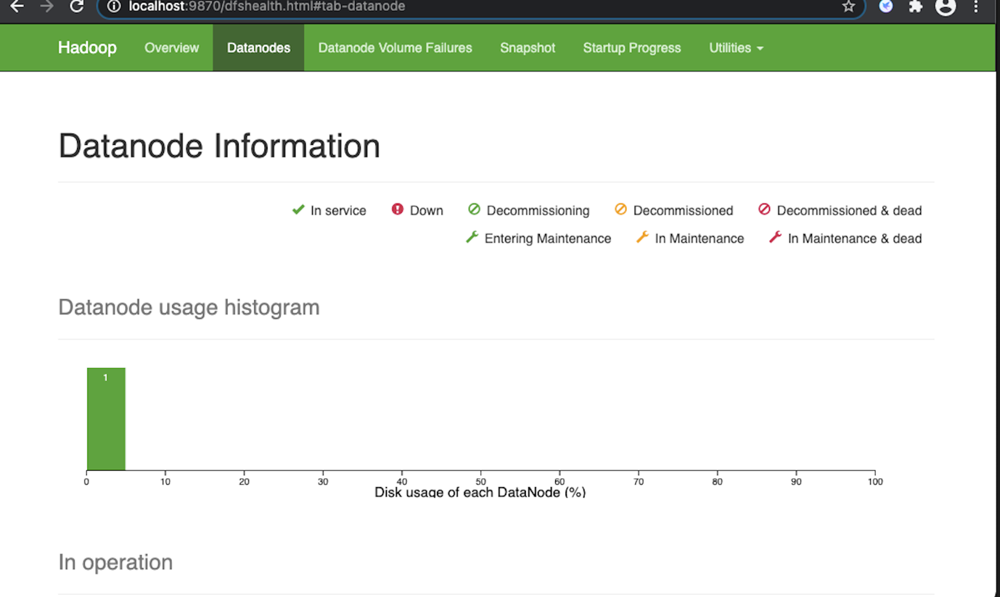 localhost:9870/dfshealth.html#tab-datanode
Hadoop Overview Datanodes Datanode Volume Failures Snapshot Startup Progress Utilities
Datanode Information
In service Down Decommissioning Decommissioned Decommissioned & dead
Entering Maintenance In Maintenance In Maintenance & dead
Datanode usage histogram
1
0 10 20 30 40 50 60 70 80 90 100
Disk usage of each DataNode (%)
In operation